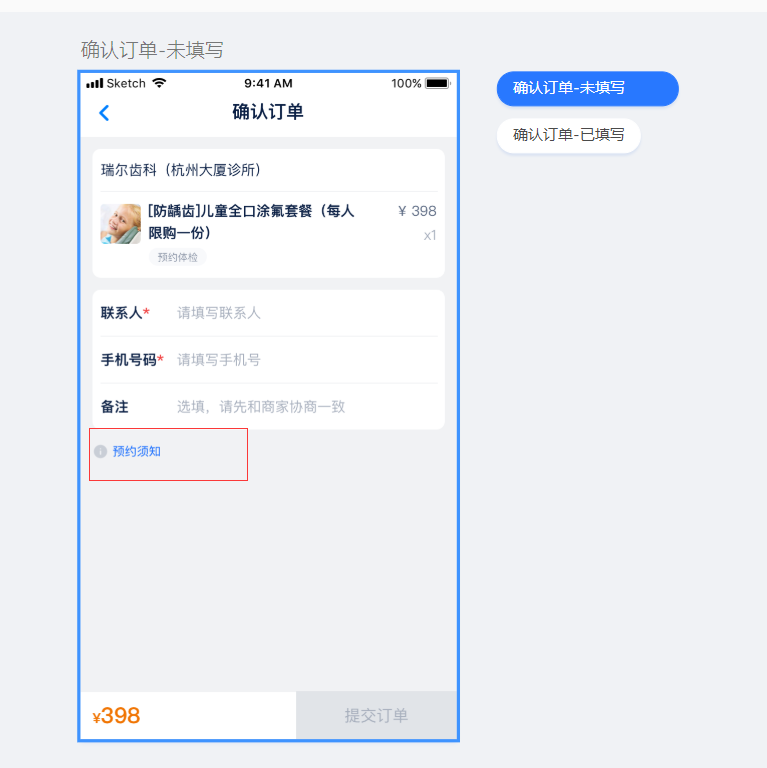 确认订单-未填写
Sketch 9:41 AM 100%
确认订单
瑞尔齿科（杭州大厦诊所）
[防龋齿]儿童全口涂氟套餐（每人 ¥ 398
限购一份） x1
预约体检
联系人* 请填写联系人
手机号码* 请填写手机号
备注 选填，请先和商家协商一致
预约须知
¥398 提交订单
确认订单-未填写
确认订单-已填写